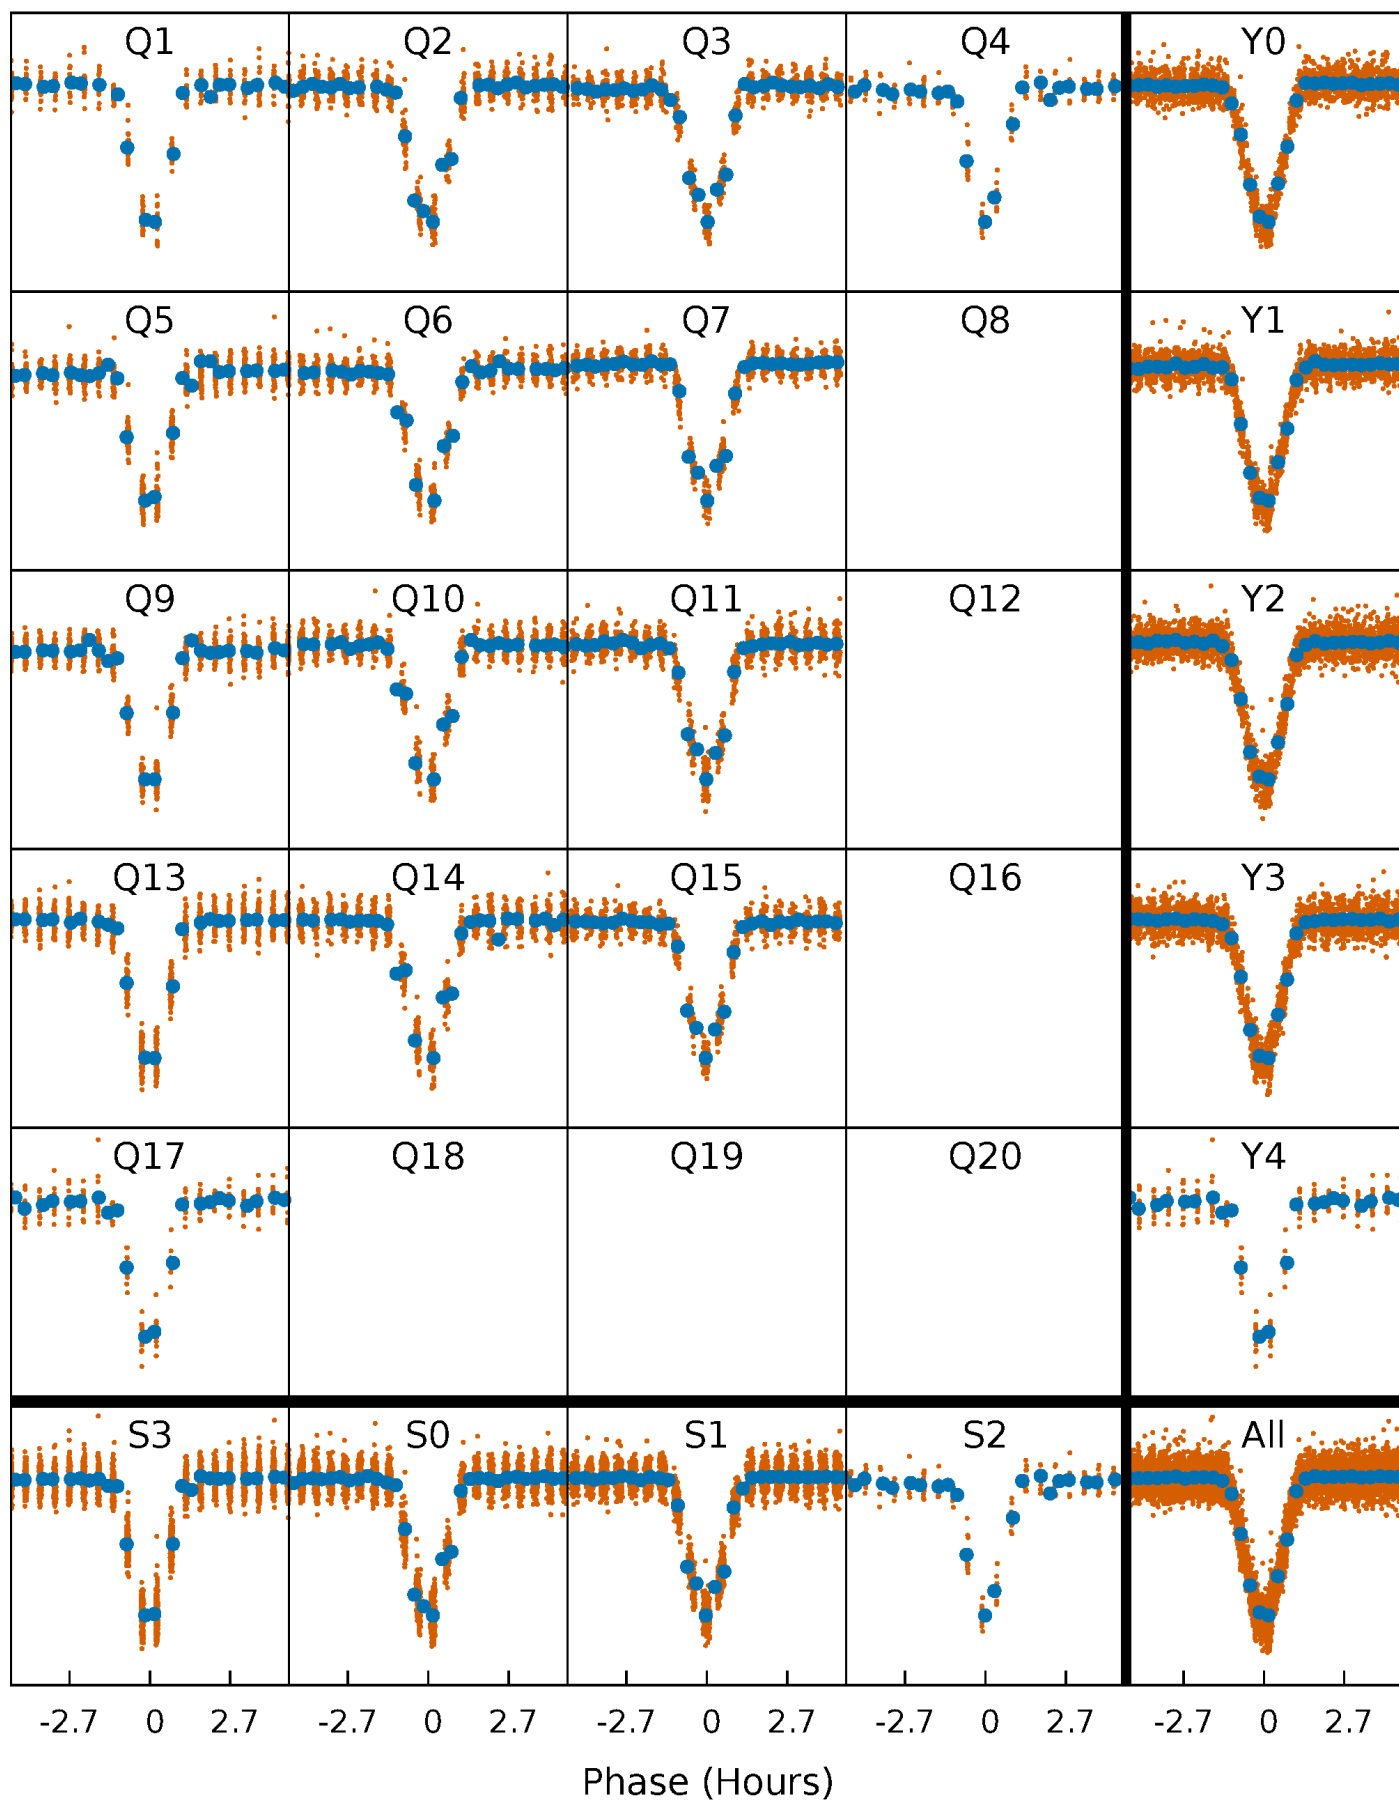 Q1 Q2 Q3 Q4 Y0
Q5 Q6 Q7 Q8 Y1
Q9 Q10 Q11 Q12 Y2
Q13 Q14 Q15 Q16 Y3
Q17 Q18 Q19 Q20 Y4
S3 S0 S1 S2 All
-2.7 0 2.7 -2.7 0 2.7 -2.7 0 2.7 -2.7 0 2.7 -2.7 0 2.7
Phase (Hours)